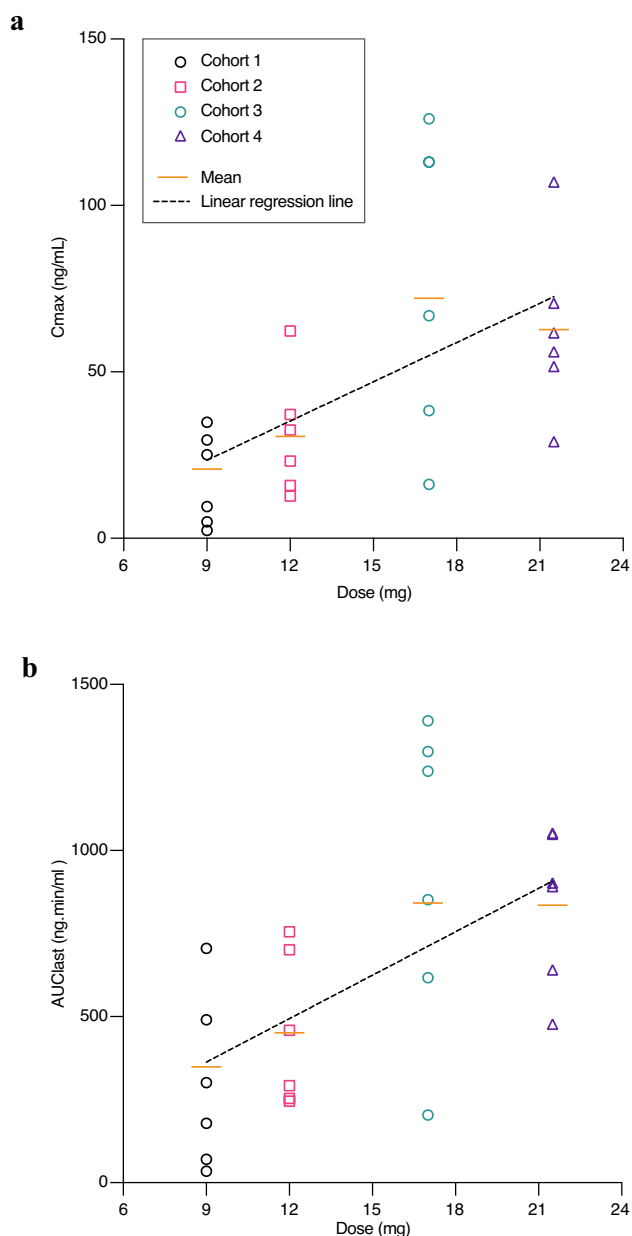 a
150
100
50
0
Cmax (ng/mL)
Cohort 1
Cohort 2
Cohort 3
Cohort 4
Mean
Linear regression line
6 9 12 15 18 21 24
Dose (mg)
b
1500
1000
500
0
AUClast (ng.min/ml)
6 9 12 15 18 21 24
Dose (mg)